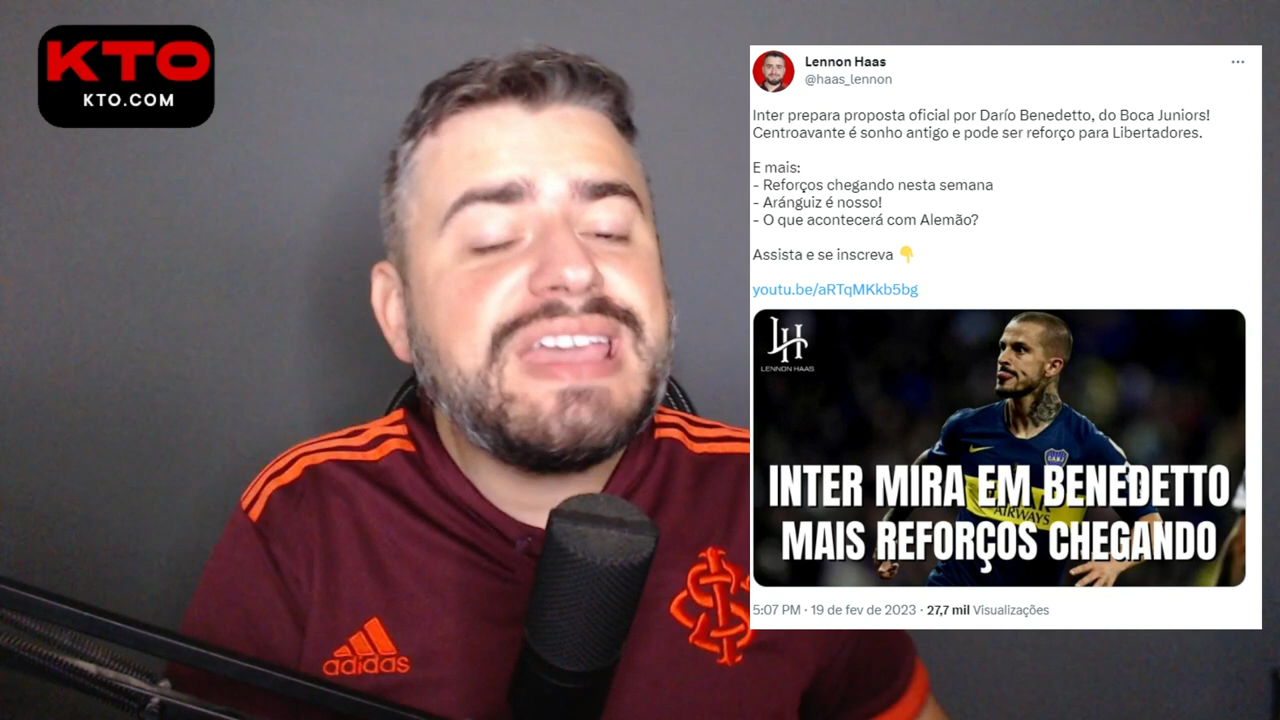 KTO
KTO.COM
Lennon Haas
@haas_lennon
Inter prepara proposta oficial por Darío Benedetto, do Boca Juniors!
Centroavante é sonho antigo e pode ser reforço para Libertadores.
E mais:
- Reforços chegando nesta semana
- Aránguiz é nosso!
- O que acontecerá com Alemão?
Assista e se inscreva 👇
youtu.be/aRTqMKkb5bg
LH
LENNON HAAS
AIRWAYS
INTER MIRA EM BENEDETTO
MAIS REFORÇOS CHEGANDO
5:07 PM · 19 de fev de 2023 · 27,7 mil Visualizações
adidas